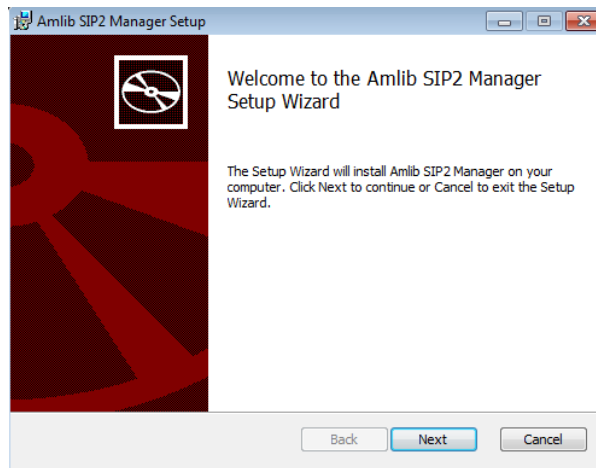 Amlib SIP2 Manager Setup
Welcome to the Amlib SIP2 Manager
Setup Wizard
The Setup Wizard will install Amlib SIP2 Manager on your
computer. Click Next to continue or Cancel to exit the Setup
Wizard.
Back Next Cancel